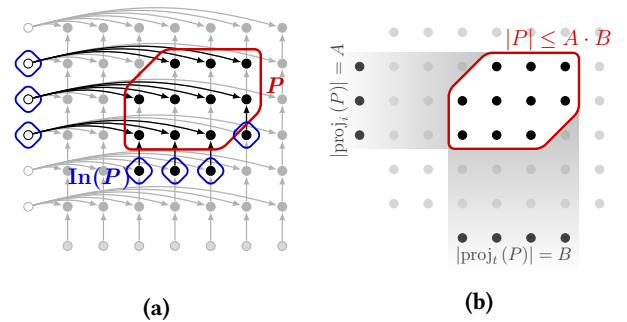 P
In(P)
(a)
|P| ≤ A · B
|proj_i (P)| = A
|proj_t (P)| = B
(b)